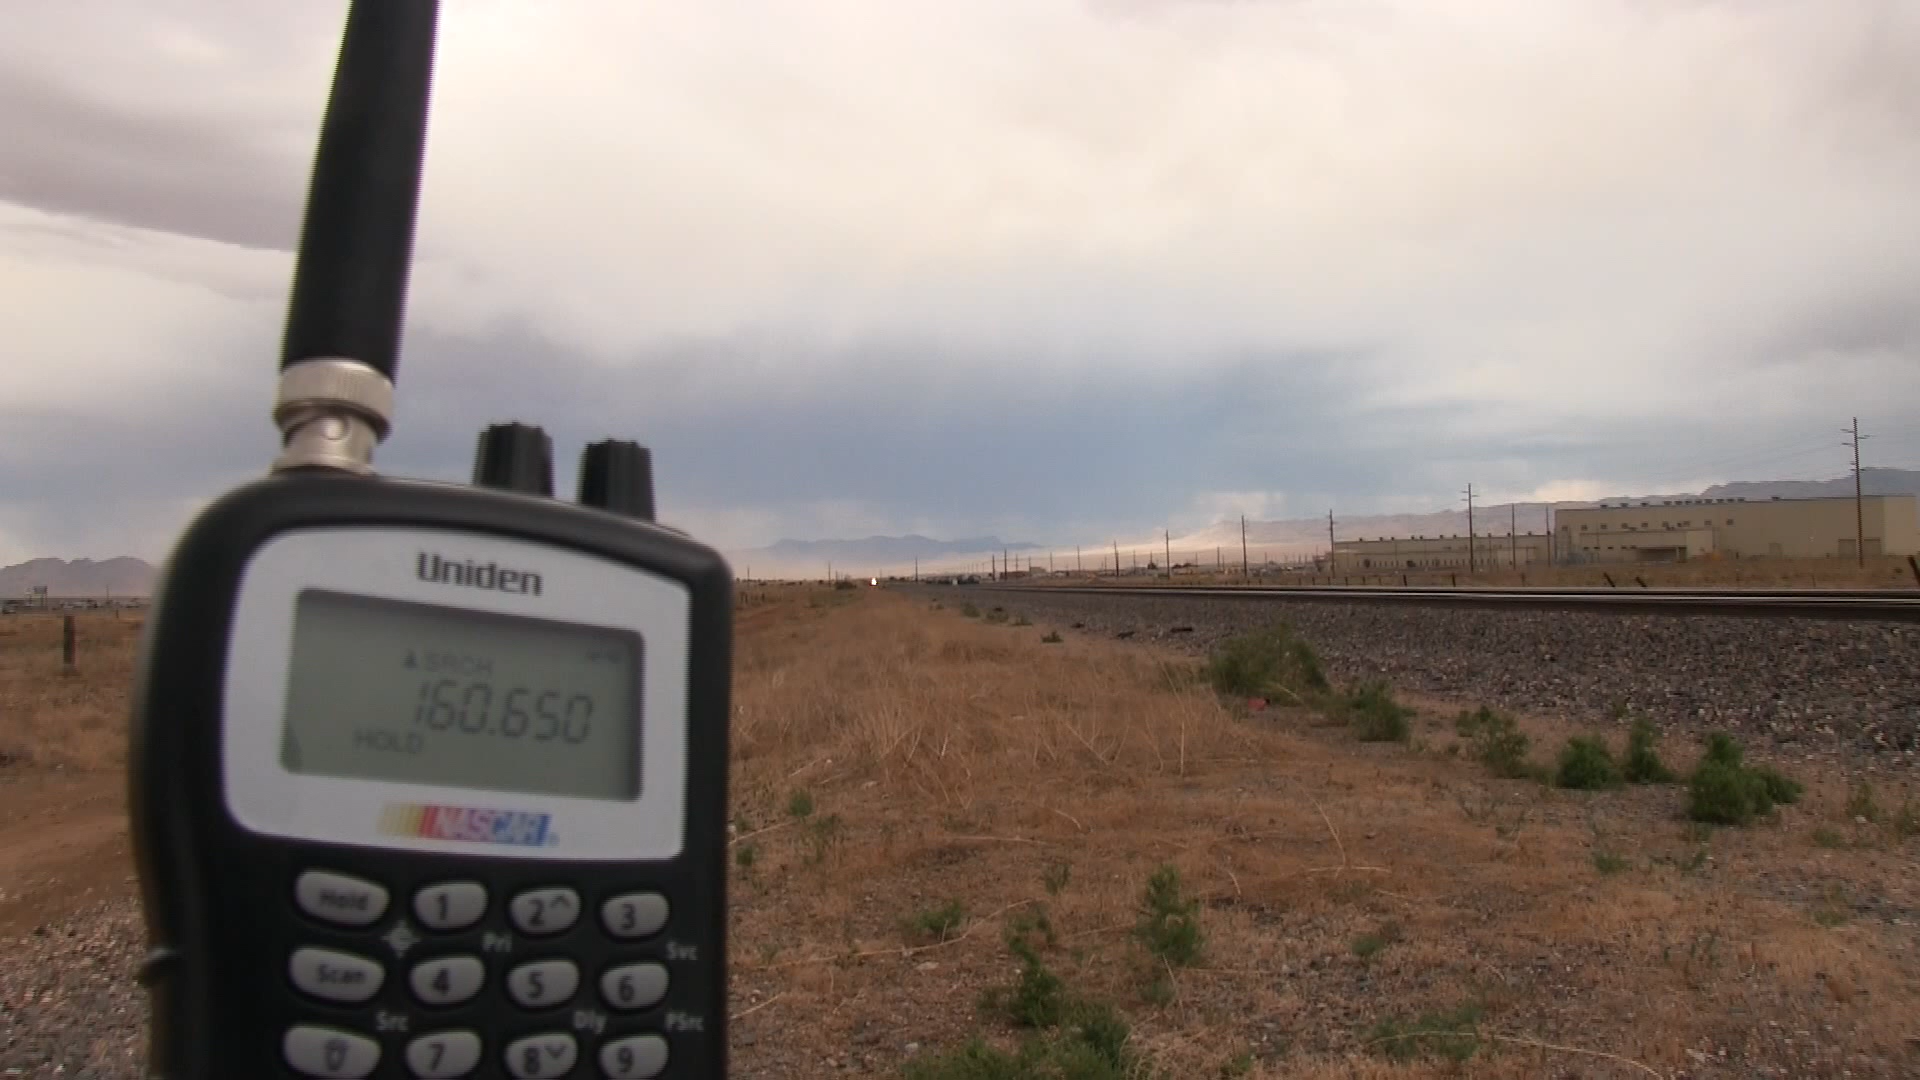 Uniden
SRCH
160.650
HOLD
NASCAR
Hold 1 2 3
Pri Svc
Scan 4 5 6
Src Dly PSrc
7 8 9